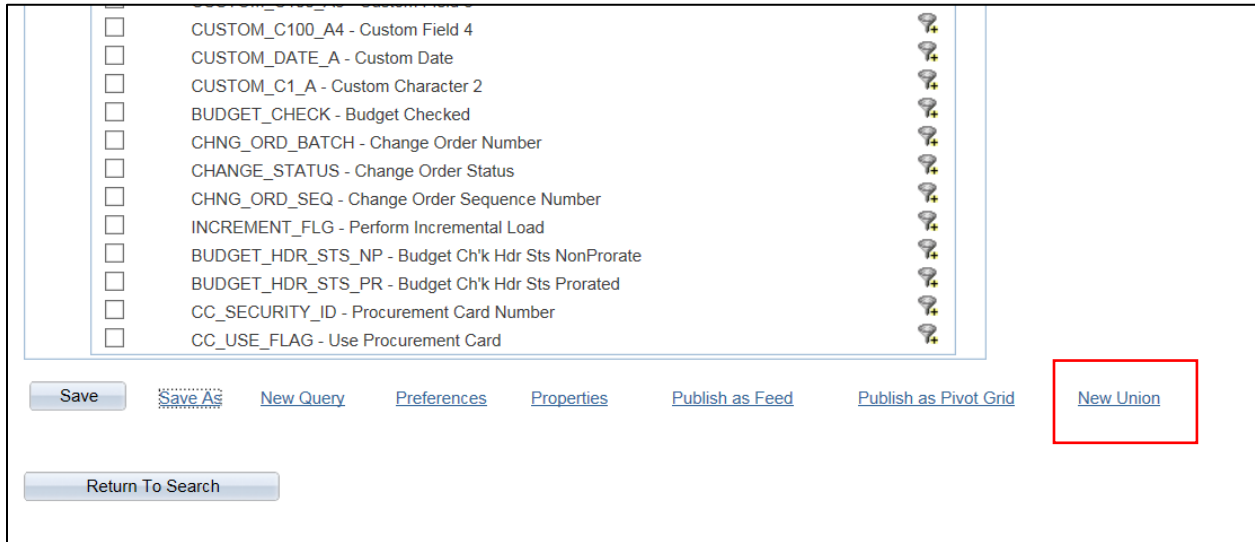 CUSTOM_C100_A4 - Custom Field 4
CUSTOM_DATE_A - Custom Date
CUSTOM_C1_A - Custom Character 2
BUDGET_CHECK - Budget Checked
CHNG_ORD_BATCH - Change Order Number
CHANGE_STATUS - Change Order Status
CHNG_ORD_SEQ - Change Order Sequence Number
INCREMENT_FLG - Perform Incremental Load
BUDGET_HDR_STS_NP - Budget Ch'k Hdr Sts NonProrate
BUDGET_HDR_STS_PR - Budget Ch'k Hdr Sts Prorated
CC_SECURITY_ID - Procurement Card Number
CC_USE_FLAG - Use Procurement Card
Save Save As New Query Preferences Properties Publish as Feed Publish as Pivot Grid New Union
Return To Search